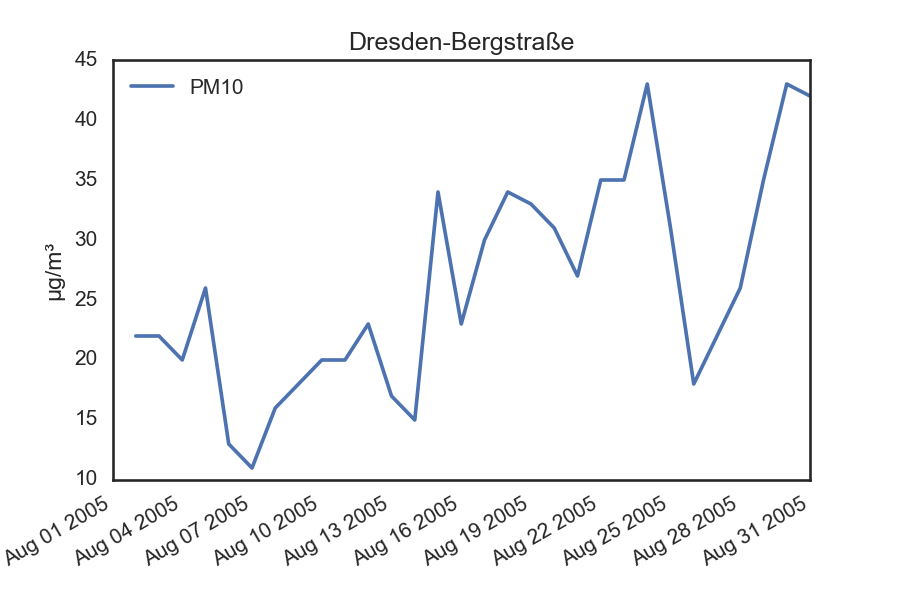 Dresden-Bergstraße
45
PM10
40
35
30
25
20
15
10
µg/m³
Aug 01 2005
Aug 04 2005
Aug 07 2005
Aug 10 2005
Aug 13 2005
Aug 16 2005
Aug 19 2005
Aug 22 2005
Aug 25 2005
Aug 28 2005
Aug 31 2005